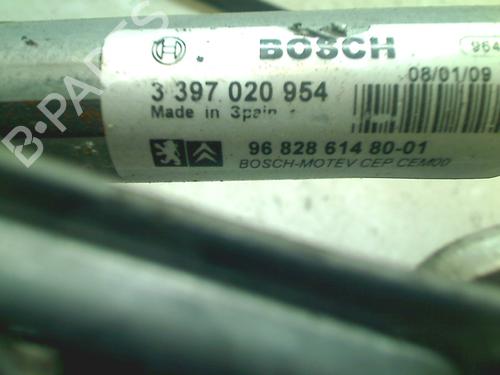 BOSCH
964
08/01/09
3 397 020 954
Made in Spain
96 828 614 80-01
BOSCH-MOTEV CEP CEM00
B-PARTS